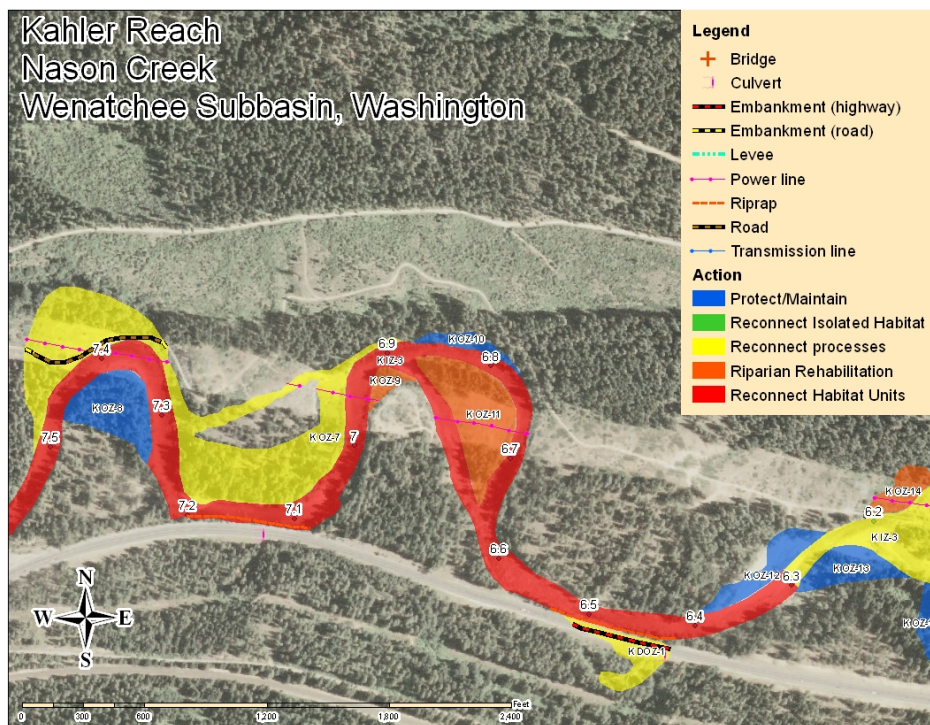 Kahler Reach
Nason Creek
Wenatchee Subbasin, Washington
Legend
Bridge
Culvert
Embankment (highway)
Embankment (road)
Levee
Power line
Riprap
Road
Transmission line
Action
Protect/Maintain
Reconnect Isolated Habitat
Reconnect processes
Riparian Rehabilitation
Reconnect Habitat Units
6.9
K OZ-10
6.8
7.4
K IZ-3
K OZ-9
K OZ-8
7.3
K OZ-11
7.5
K OZ-7
7
6.7
K OZ-14
7.2
7.1
6.2
K IZ-3
6.6
K OZ-12
6.3
K OZ-13
6.5
6.4
K DOZ-1
N
W E
S
Feet
0 300 600 1,200 1,800 2,400